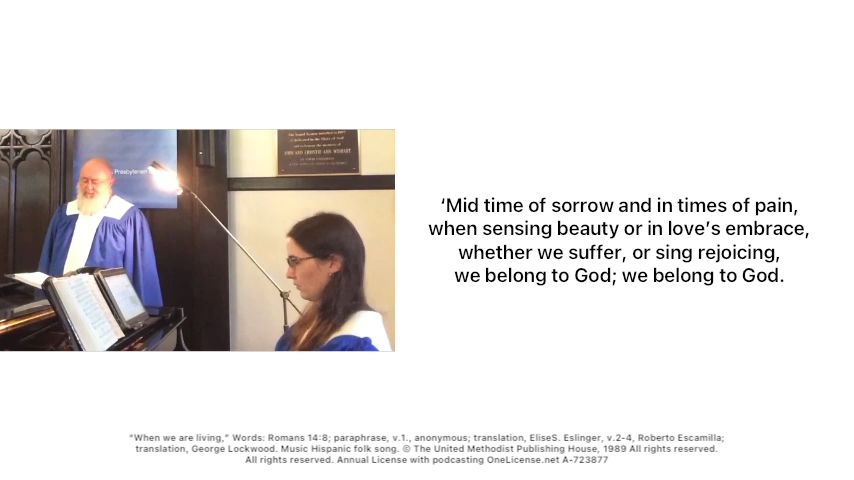 Presbyterian
'Mid time of sorrow and in times of pain,
when sensing beauty or in love's embrace,
whether we suffer, or sing rejoicing,
we belong to God; we belong to God.
"When we are living," Words: Romans 14:8; paraphrase, v.1., anonymous; translation, EliseS. Eslinger, v.2-4, Roberto Escamilla;
translation, George Lockwood. Music Hispanic folk song. © The United Methodist Publishing House, 1989 All rights reserved.
All rights reserved. Annual License with podcasting OneLicense.net A-723877